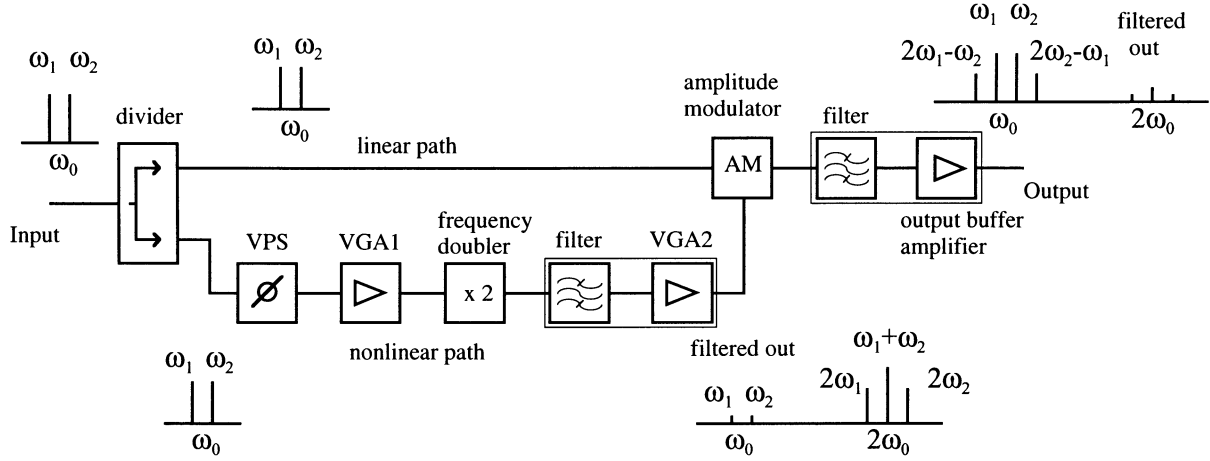 ω₁ ω₂
ω₀
divider
Input
ω₁ ω₂
ω₀
linear path
amplitude
modulator
AM
filter
output buffer
amplifier
Output
ω₁ ω₂
2ω₁-ω₂
2ω₂-ω₁
ω₀
filtered
out
2ω₀
VPS
VGA1
frequency
doubler
x 2
filter
VGA2
nonlinear path
ω₁ ω₂
ω₀
filtered out
ω₁ ω₂
ω₀
ω₁+ω₂
2ω₁
2ω₂
2ω₀